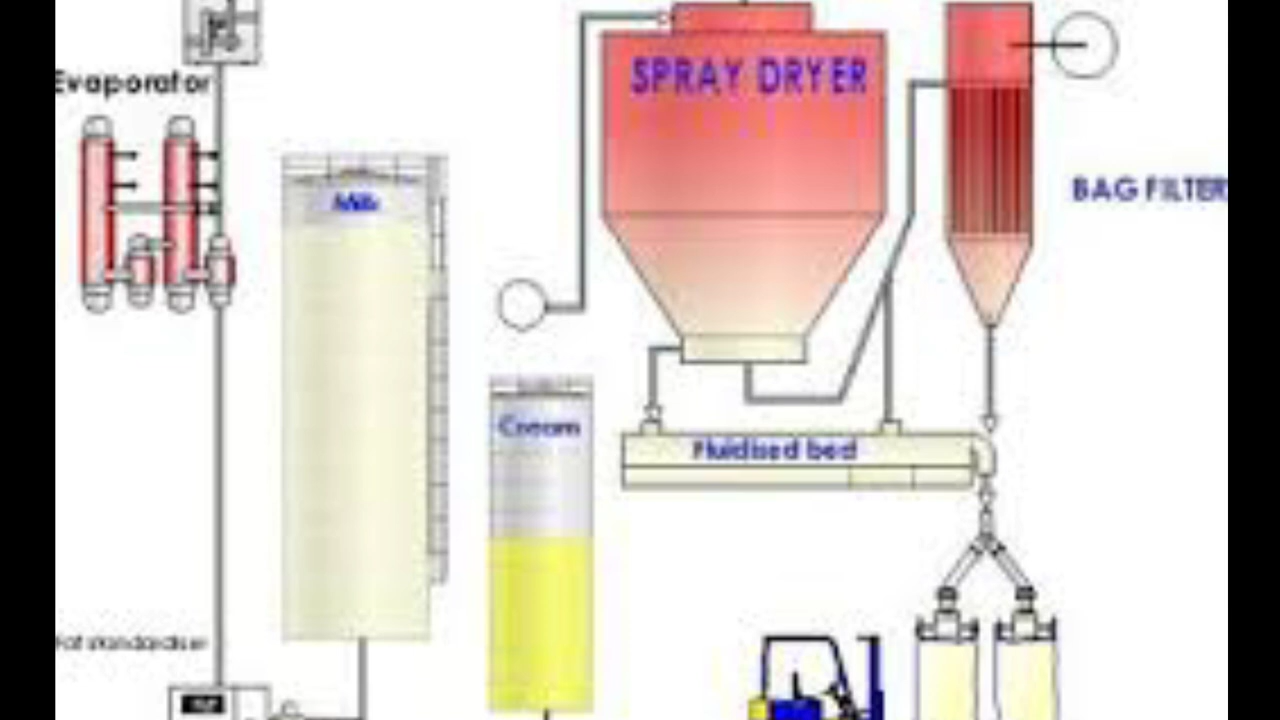 Evaporator
SPRAY DRYER
Milk
BAG FILTER
Cream
Fluidised bed
Fat standardiser